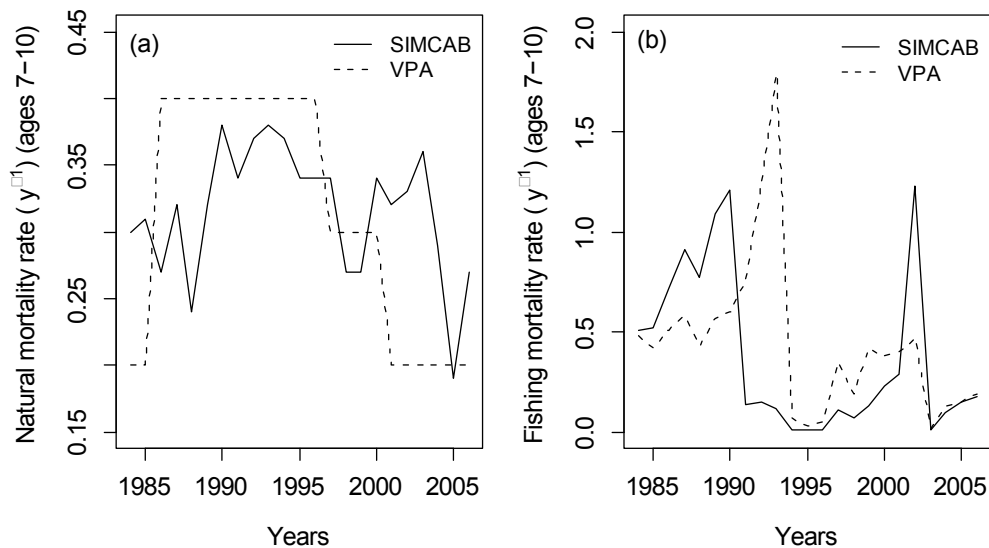 (a)
SIMCAB
VPA
Natural mortality rate ( y□1) (ages 7−10)
0.45
0.35
0.25
0.15
1985 1990 1995 2000 2005
Years
(b)
SIMCAB
VPA
Fishing mortality rate ( y□1) (ages 7−10)
2.0
1.5
1.0
0.5
0.0
1985 1990 1995 2000 2005
Years